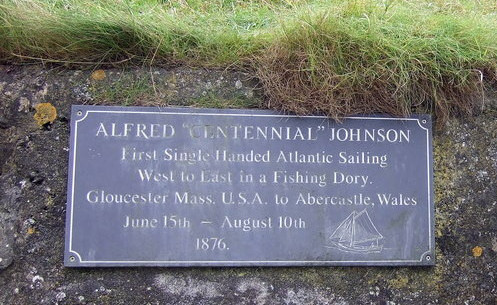 ALFRED "CENTENNIAL" JOHNSON
First Single Handed Atlantic Sailing
West to East in a Fishing Dory.
Gloucester Mass. U.S.A. to Abercastle, Wales
June 15th – August 10th
1876.